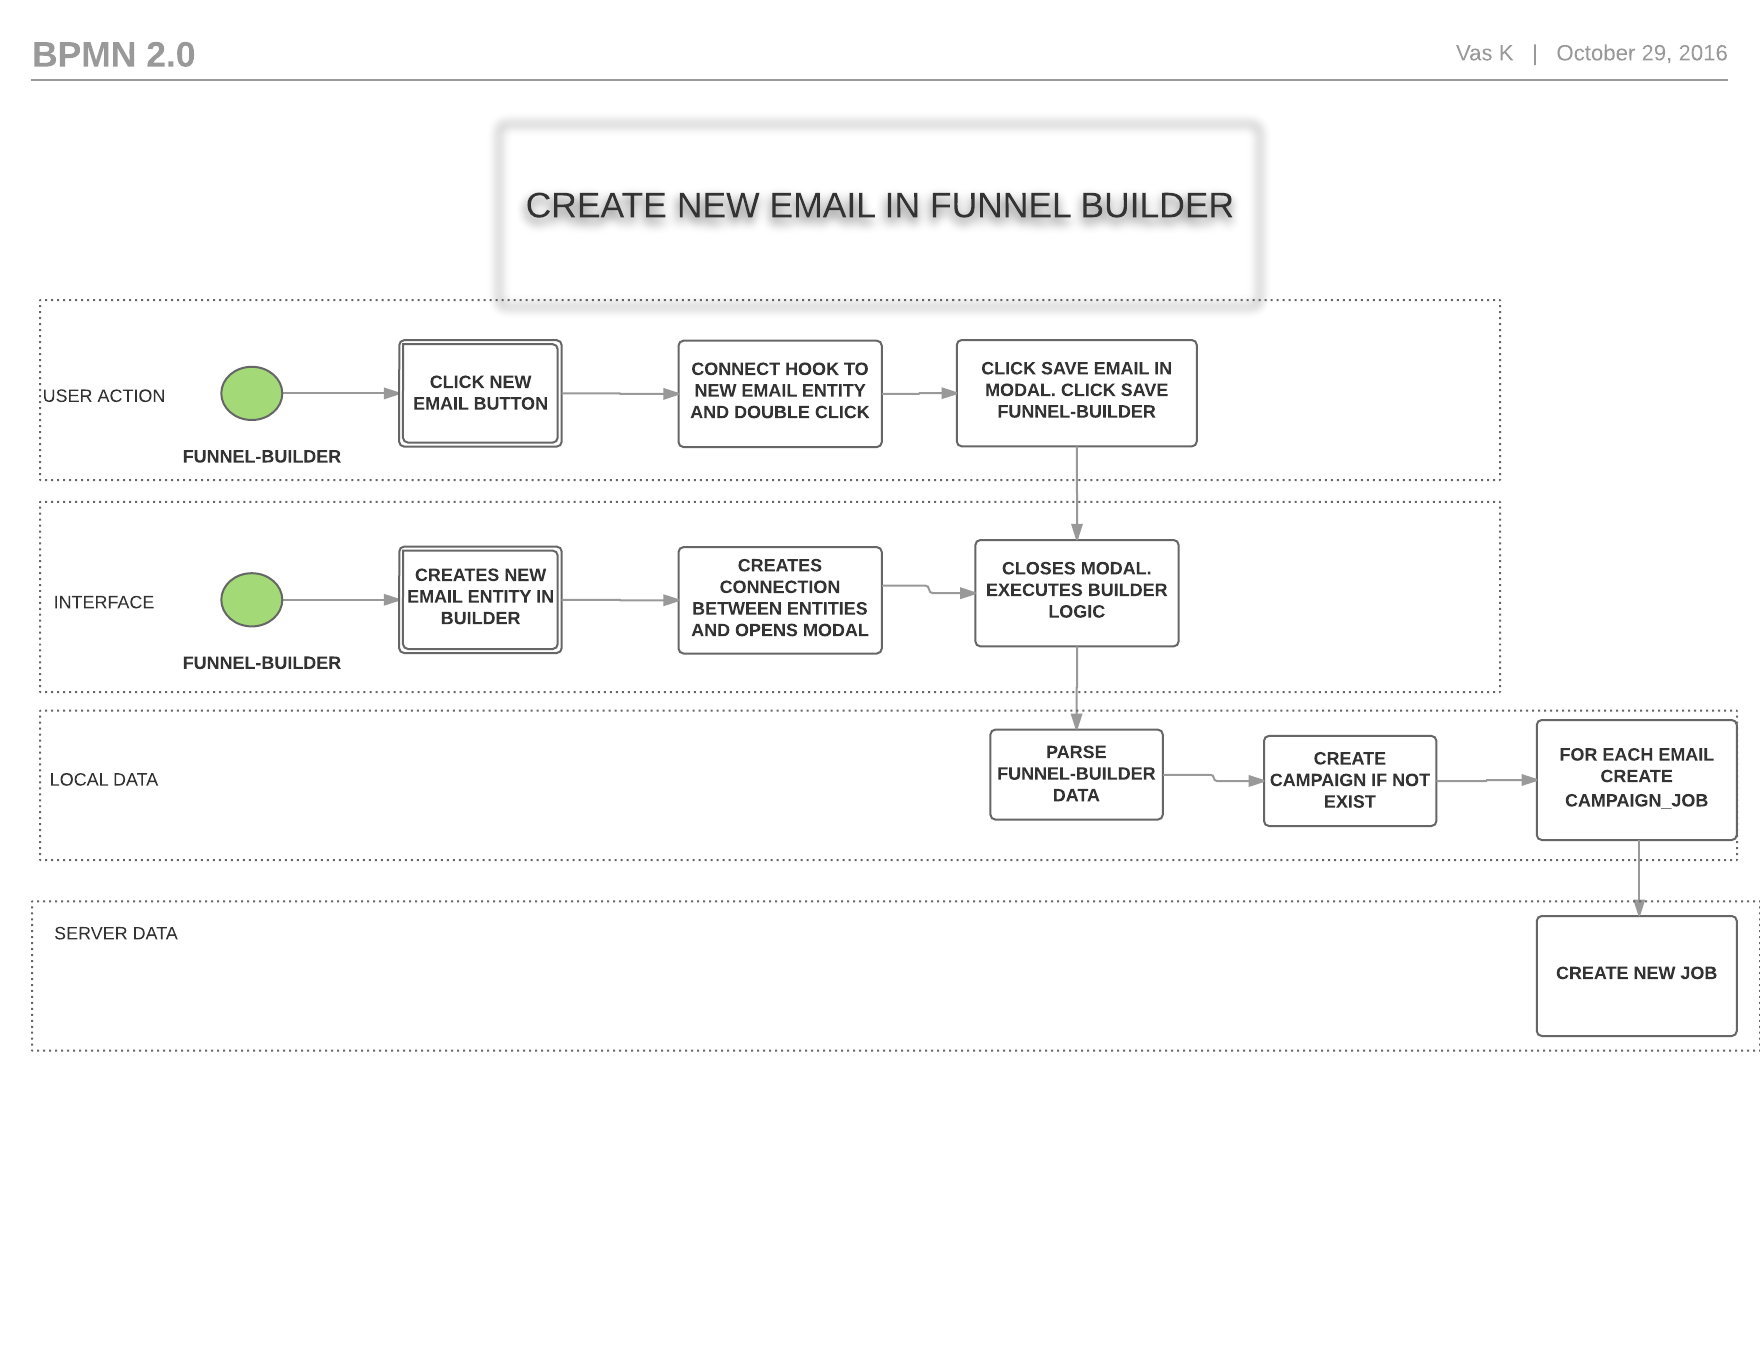 BPMN 2.0
Vas K | October 29, 2016
CREATE NEW EMAIL IN FUNNEL BUILDER
USER ACTION
FUNNEL-BUILDER
CLICK NEW
EMAIL BUTTON
CONNECT HOOK TO
NEW EMAIL ENTITY
AND DOUBLE CLICK
CLICK SAVE EMAIL IN
MODAL. CLICK SAVE
FUNNEL-BUILDER
INTERFACE
FUNNEL-BUILDER
CREATES NEW
EMAIL ENTITY IN
BUILDER
CREATES
CONNECTION
BETWEEN ENTITIES
AND OPENS MODAL
CLOSES MODAL.
EXECUTES BUILDER
LOGIC
LOCAL DATA
PARSE
FUNNEL-BUILDER
DATA
CREATE
CAMPAIGN IF NOT
EXIST
FOR EACH EMAIL
CREATE
CAMPAIGN_JOB
SERVER DATA
CREATE NEW JOB